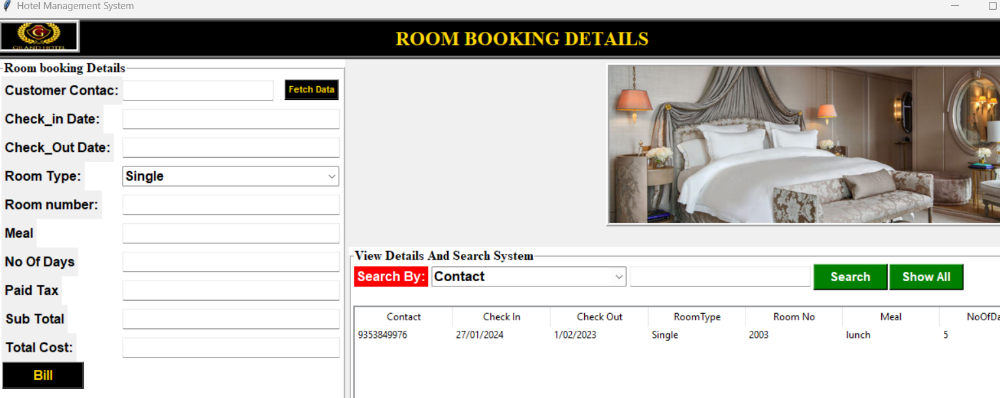 Hotel Management System
G
GRAND HOTEL
ROOM BOOKING DETAILS
Room booking Details
Customer Contac:
Fetch Data
Check_in Date:
Check_Out Date:
Room Type:
Single
Room number:
Meal
No Of Days
Paid Tax
Sub Total
Total Cost:
Bill
View Details And Search System
Search By:
Contact
Search
Show All
Contact Check In Check Out RoomType Room No Meal NoOfDa
9353849976 27/01/2024 1/02/2023 Single 2003 lunch 5